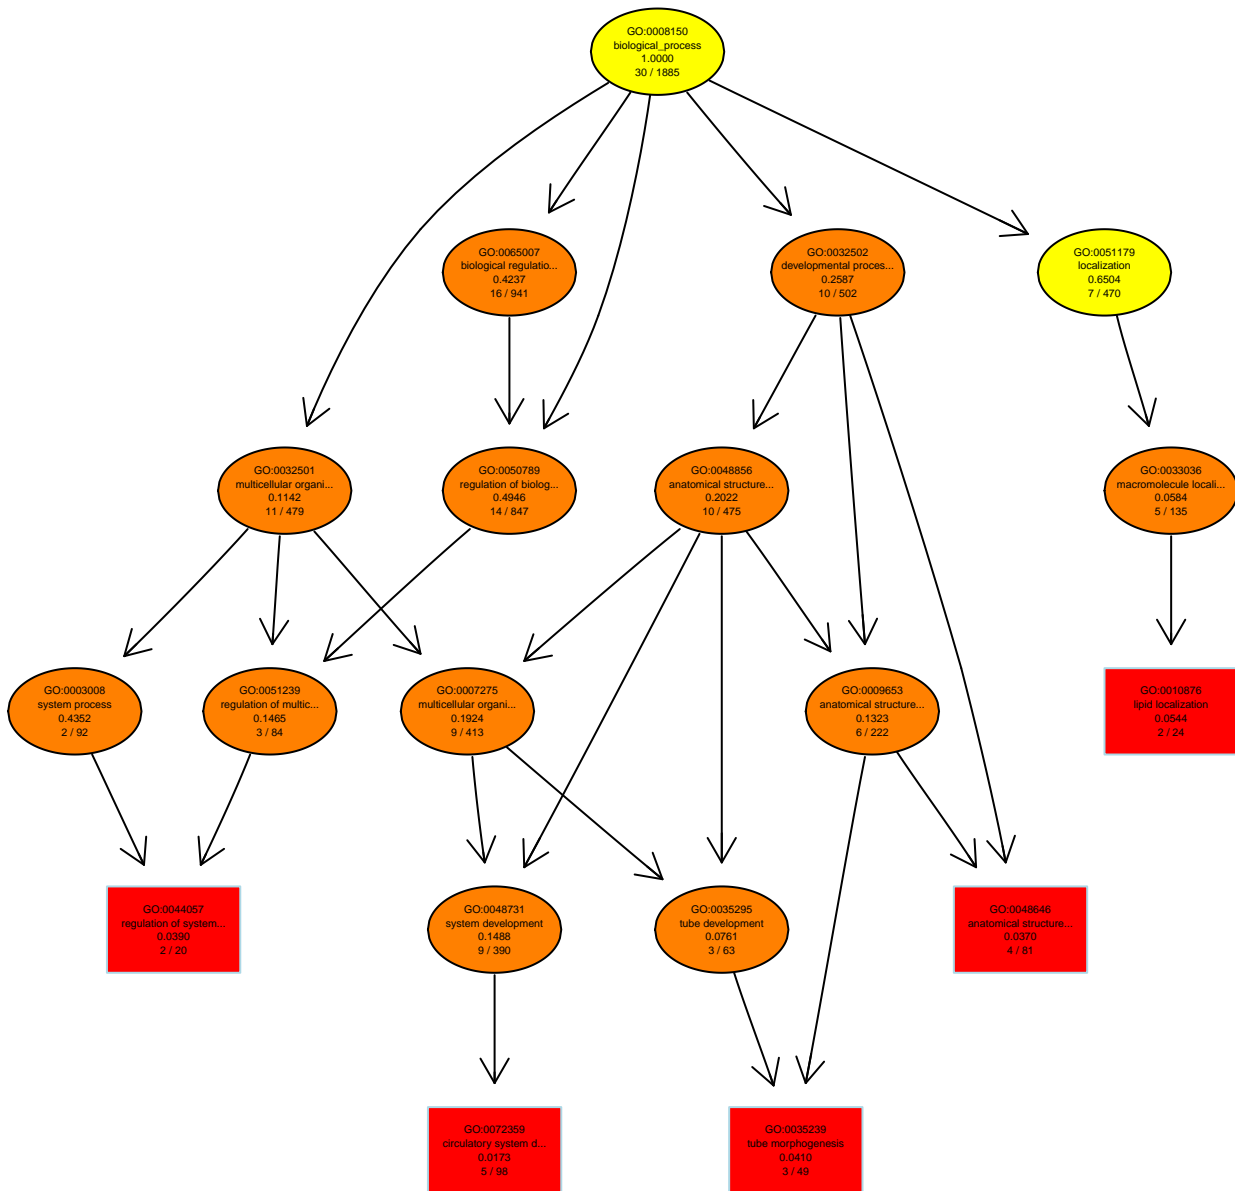 GO:0008150
biological_process
1.0000
30 / 1885
GO:0065007
biological regulatio...
0.4237
16 / 941
GO:0032502
developmental proces...
0.2587
10 / 502
GO:0051179
localization
0.6504
7 / 470
GO:0032501
multicellular organi...
0.1142
11 / 479
GO:0050789
regulation of biolog...
0.4946
14 / 847
GO:0048856
anatomical structure...
0.2022
10 / 475
GO:0033036
macromolecule locali...
0.0584
5 / 135
GO:0003008
system process
0.4352
2 / 92
GO:0051239
regulation of multic...
0.1465
3 / 84
GO:0007275
multicellular organi...
0.1924
9 / 413
GO:0009653
anatomical structure...
0.1323
6 / 222
GO:0010876
lipid localization
0.0544
2 / 24
GO:0044057
regulation of system...
0.0390
2 / 20
GO:0048731
system development
0.1488
9 / 390
GO:0035295
tube development
0.0761
3 / 63
GO:0048646
anatomical structure...
0.0370
4 / 81
GO:0072359
circulatory system d...
0.0173
5 / 98
GO:0035239
tube morphogenesis
0.0410
3 / 49